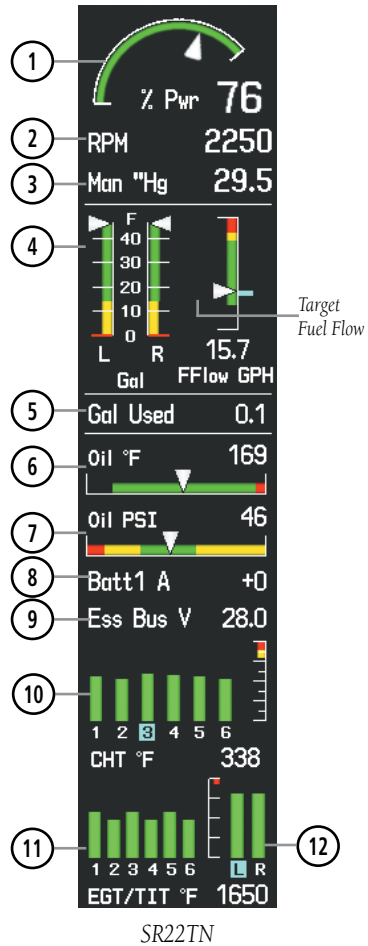 1
% Pwr 76
2
RPM 2250
3
Man "Hg 29.5
4
F
40
30
20
10
0
L R
Gal
15.7
FFlow GPH
Target
Fuel Flow
5
Gal Used 0.1
6
Oil °F 169
7
Oil PSI 46
8
Batt1 A +0
9
Ess Bus V 28.0
10
1 2 3 4 5 6
CHT °F 338
11
12
1 2 3 4 5 6 L R
EGT/TIT °F 1650
SR22TN